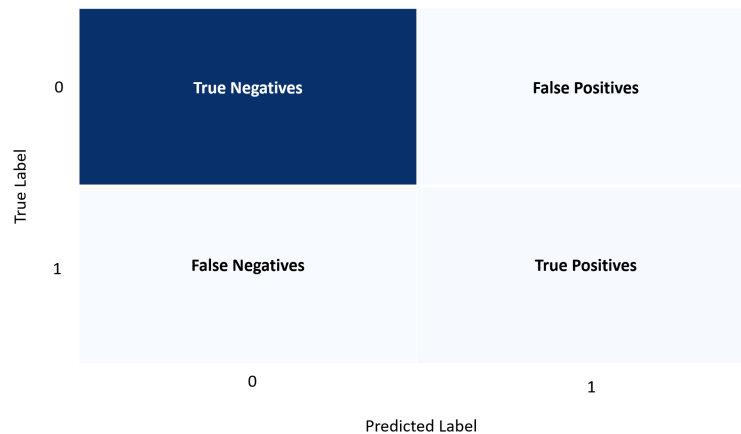 0
True Negatives
False Positives
True Label
1
False Negatives
True Positives
0
1
Predicted Label